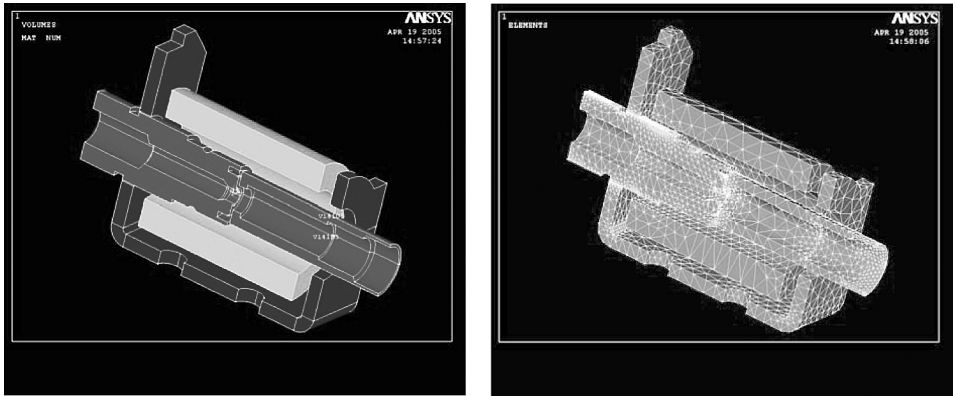 1
VOLUMES
MAT NUM
ANSYS
APR 19 2005
14:57:24
1
ELEMENTS
ANSYS
APR 19 2005
14:58:06